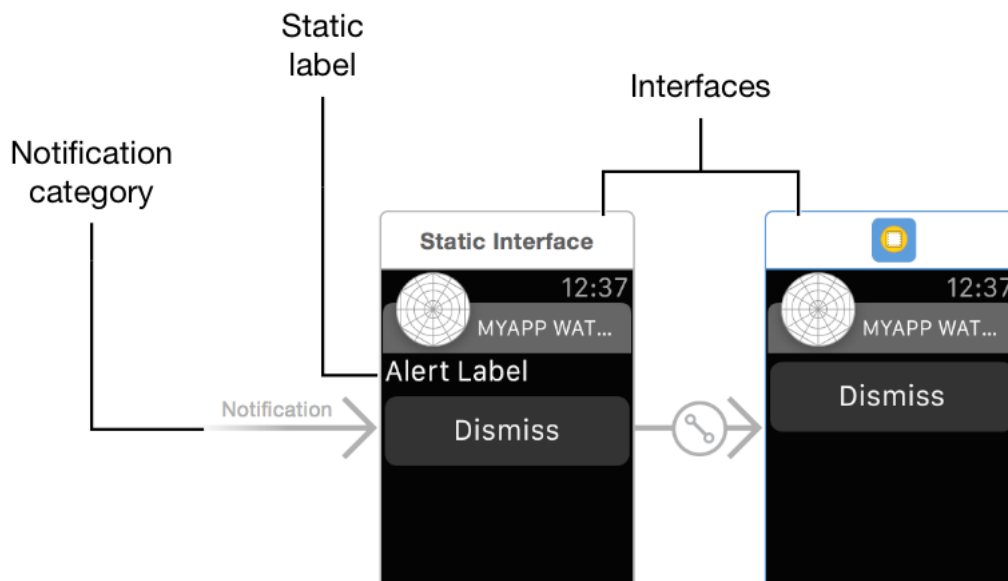 Static
label
Interfaces
Notification
category
Static Interface
12:37
MYAPP WAT...
Alert Label
Notification
Dismiss
12:37
MYAPP WAT...
Dismiss